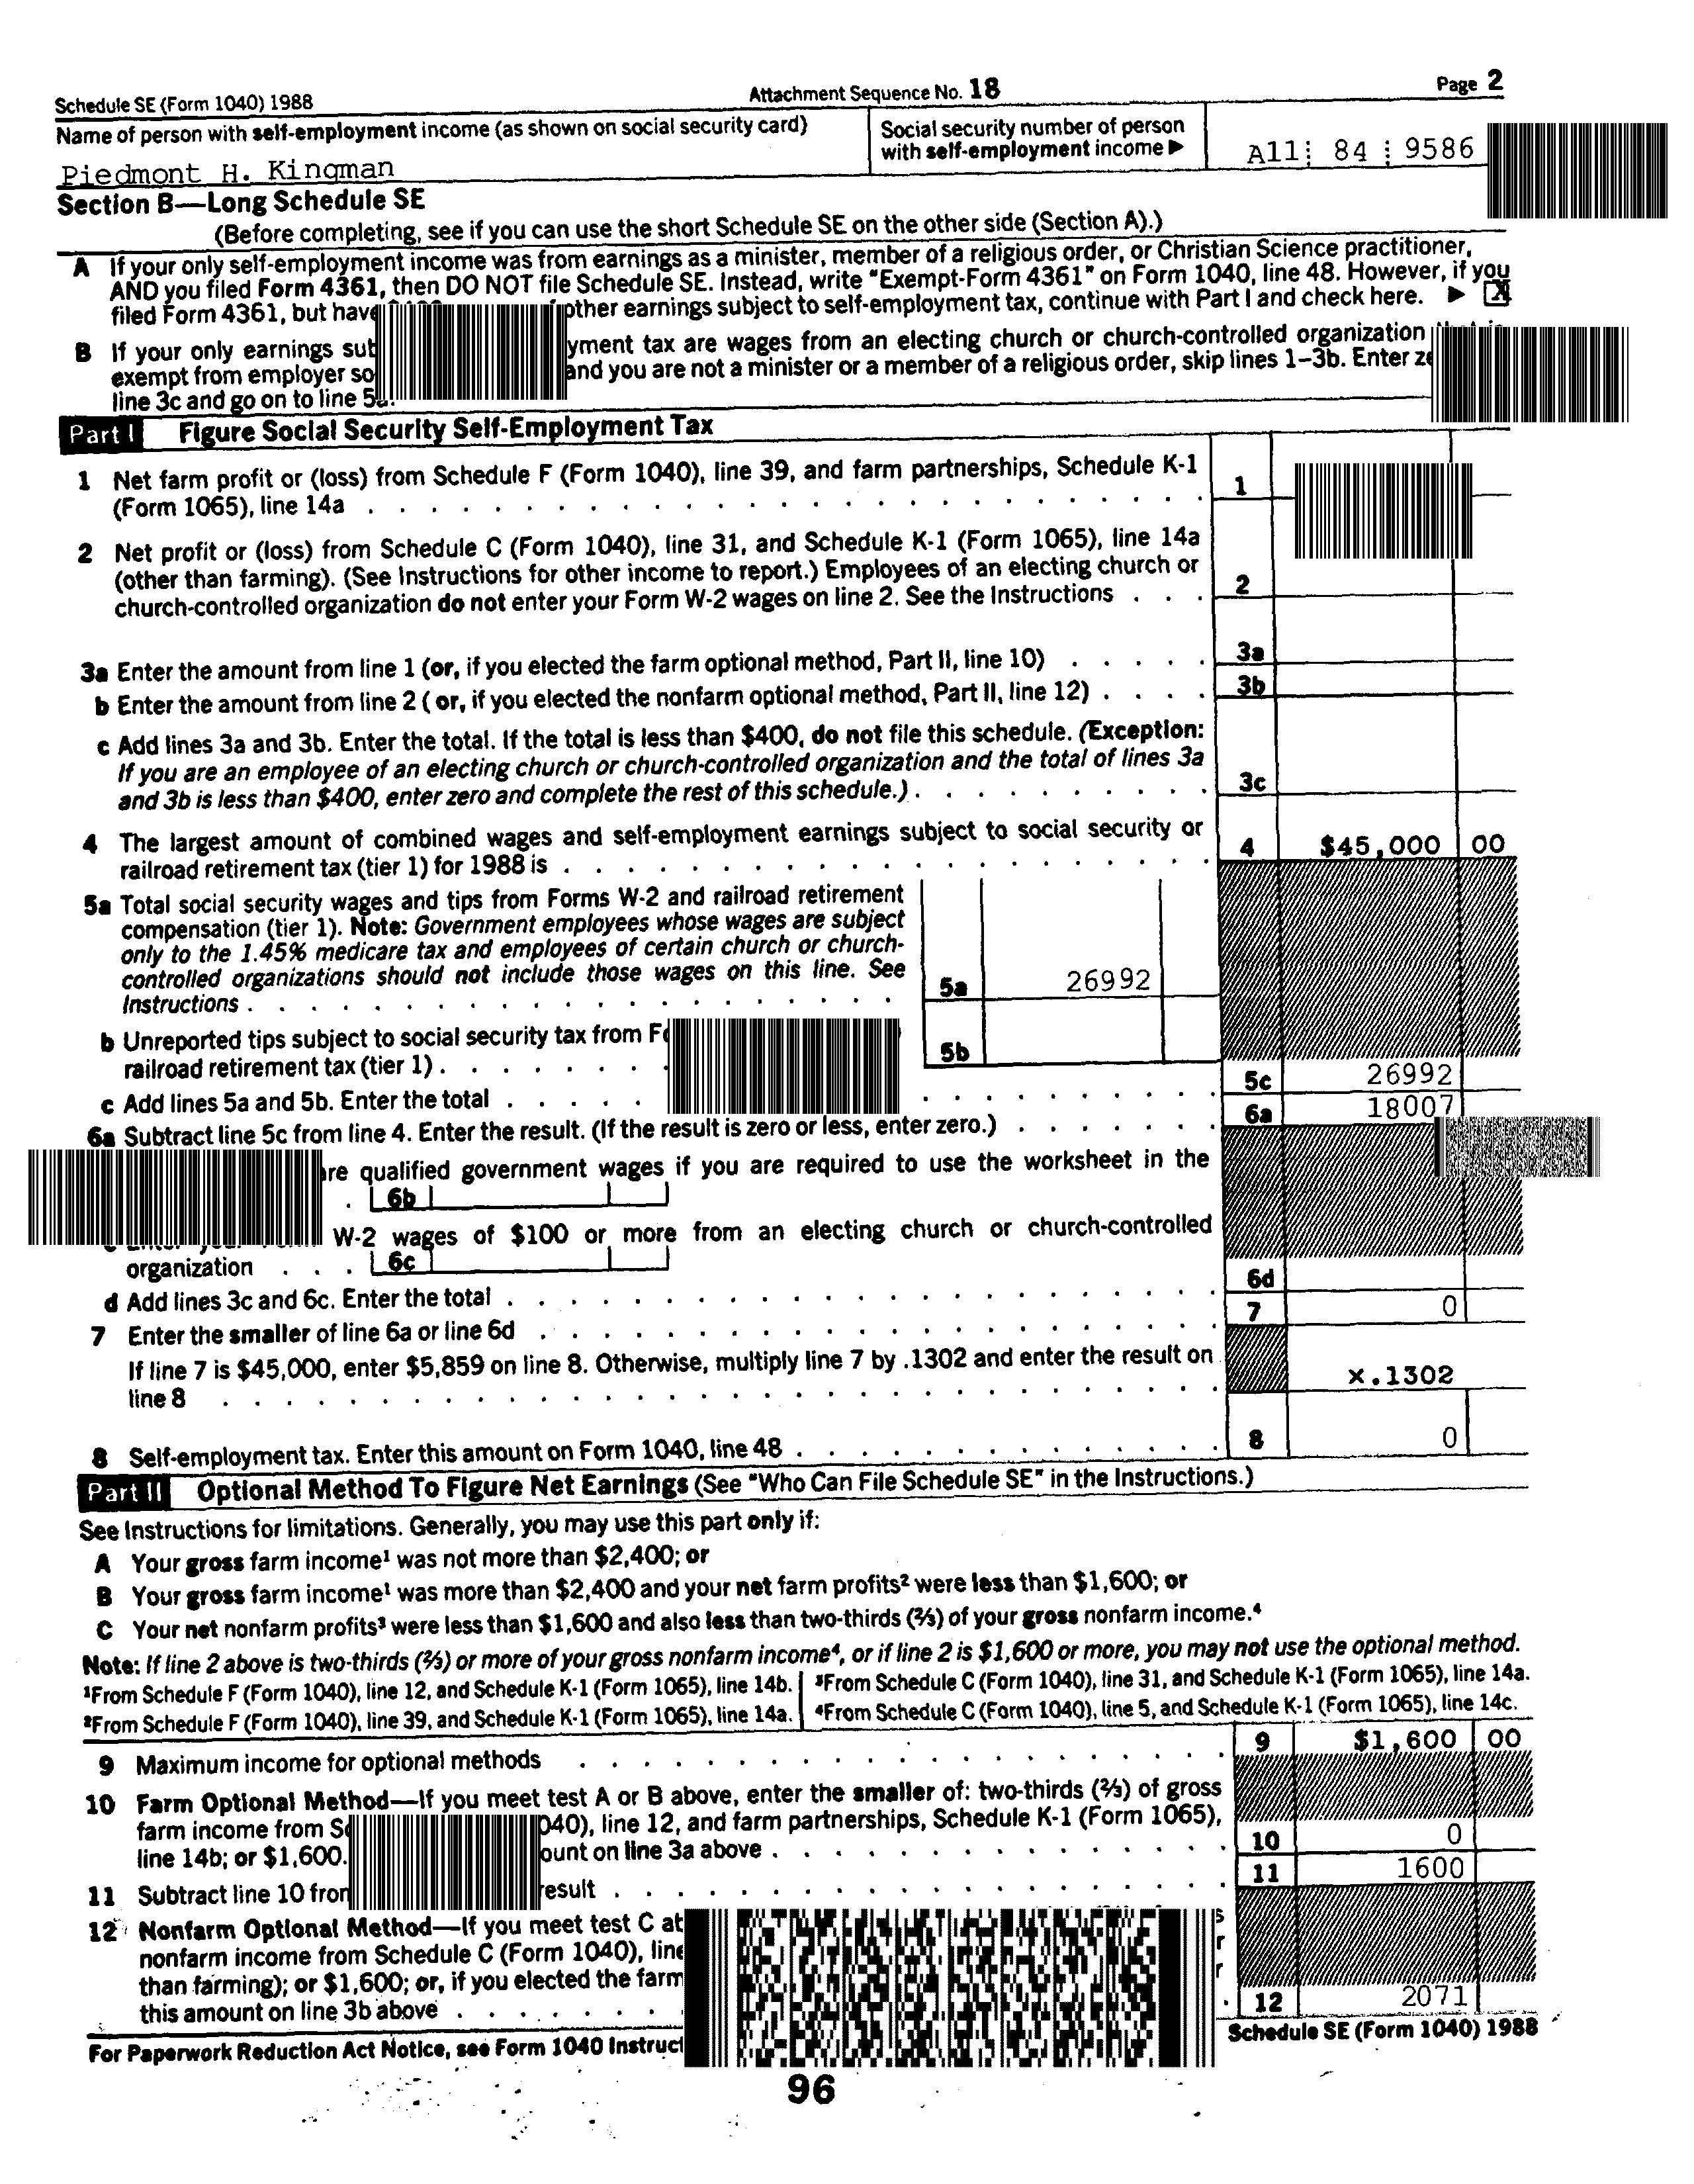 Schedule SE (Form 1040) 1988 Attachment Sequence No. 18 Page 2
Name of person with self-employment income (as shown on social security card)
Social security number of person
with self-employment income ▶
A11 84 9586
Piedmont H. Kingman
Section B—Long Schedule SE
(Before completing, see if you can use the short Schedule SE on the other side (Section A).)
A If your only self-employment income was from earnings as a minister, member of a religious order, or Christian Science practitioner,
AND you filed Form 4361, then DO NOT file Schedule SE. Instead, write "Exempt-Form 4361" on Form 1040, line 48. However, if you
filed Form 4361, but have other earnings subject to self-employment tax, continue with Part I and check here. ▶ X
B If your only earnings tax are wages from an electing church or church-controlled organization
exempt from employer and you are not a minister or a member of a religious order, skip lines 1–3b. Enter
line 3c and go on to line
Part I Figure Social Security Self-Employment Tax
1 Net farm profit or (loss) from Schedule F (Form 1040), line 39, and farm partnerships, Schedule K-1
(Form 1065), line 14a . . . 1
2 Net profit or (loss) from Schedule C (Form 1040), line 31, and Schedule K-1 (Form 1065), line 14a
(other than farming). (See Instructions for other income to report.) Employees of an electing church or
church-controlled organization do not enter your Form W-2 wages on line 2. See the Instructions . . . 2
3a Enter the amount from line 1 (or, if you elected the farm optional method, Part II, line 10) . . . . . 3a
b Enter the amount from line 2 ( or, if you elected the nonfarm optional method, Part II, line 12) . . . . 3b
c Add lines 3a and 3b. Enter the total. If the total is less than $400, do not file this schedule. (Exception:
If you are an employee of an electing church or church-controlled organization and the total of lines 3a
and 3b is less than $400, enter zero and complete the rest of this schedule.) . . . 3c
4 The largest amount of combined wages and self-employment earnings subject to social security or
railroad retirement tax (tier 1) for 1988 is . . . 4 $45,000 00
5a Total social security wages and tips from Forms W-2 and railroad retirement
compensation (tier 1). Note: Government employees whose wages are subject
only to the 1.45% medicare tax and employees of certain church or church-
controlled organizations should not include those wages on this line. See
Instructions . . . 5a 26992
b Unreported tips subject to social security tax from
railroad retirement tax (tier 1) . . . 5b
c Add lines 5a and 5b. Enter the total . . . 5c 26992
6a Subtract line 5c from line 4. Enter the result. (If the result is zero or less, enter zero.) . . . 6a 18007
qualified government wages if you are required to use the worksheet in the
. 6b
W-2 wages of $100 or more from an electing church or church-controlled
organization . . . 6c
d Add lines 3c and 6c. Enter the total . . . 6d
7 Enter the smaller of line 6a or line 6d . . . 7 0
If line 7 is $45,000, enter $5,859 on line 8. Otherwise, multiply line 7 by .1302 and enter the result on
line 8 . . . x.1302
8 Self-employment tax. Enter this amount on Form 1040, line 48 . . . 8 0
Part II Optional Method To Figure Net Earnings (See "Who Can File Schedule SE" in the Instructions.)
See Instructions for limitations. Generally, you may use this part only if:
A Your gross farm income¹ was not more than $2,400; or
B Your gross farm income¹ was more than $2,400 and your net farm profits² were less than $1,600; or
C Your net nonfarm profits³ were less than $1,600 and also less than two-thirds (⅔) of your gross nonfarm income.⁴
Note: If line 2 above is two-thirds (⅔) or more of your gross nonfarm income⁴, or if line 2 is $1,600 or more, you may not use the optional method.
¹From Schedule F (Form 1040), line 12, and Schedule K-1 (Form 1065), line 14b. ³From Schedule C (Form 1040), line 31, and Schedule K-1 (Form 1065), line 14a.
²From Schedule F (Form 1040), line 39, and Schedule K-1 (Form 1065), line 14a. ⁴From Schedule C (Form 1040), line 5, and Schedule K-1 (Form 1065), line 14c.
9 Maximum income for optional methods . . . 9 $1,600 00
10 Farm Optional Method—If you meet test A or B above, enter the smaller of: two-thirds (⅔) of gross
farm income from 040), line 12, and farm partnerships, Schedule K-1 (Form 1065),
line 14b; or $1,600. on line 3a above . . . 10 0
11 Subtract line 10 result . . . 11 1600
12 Nonfarm Optional Method—If you meet test C
nonfarm income from Schedule C (Form 1040),
than farming); or $1,600; or, if you elected the farm
this amount on line 3b above . . . 12 2071
For Paperwork Reduction Act Notice, see Form 1040 Schedule SE (Form 1040) 1988
96